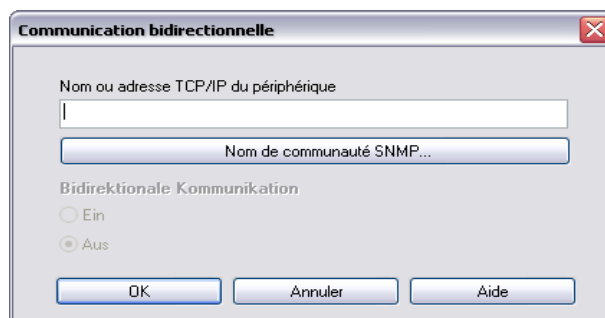 Communication bidirectionnelle
Nom ou adresse TCP/IP du périphérique
Nom de communauté SNMP...
Bidirektionale Kommunikation
Ein
Aus
OK Annuler Aide